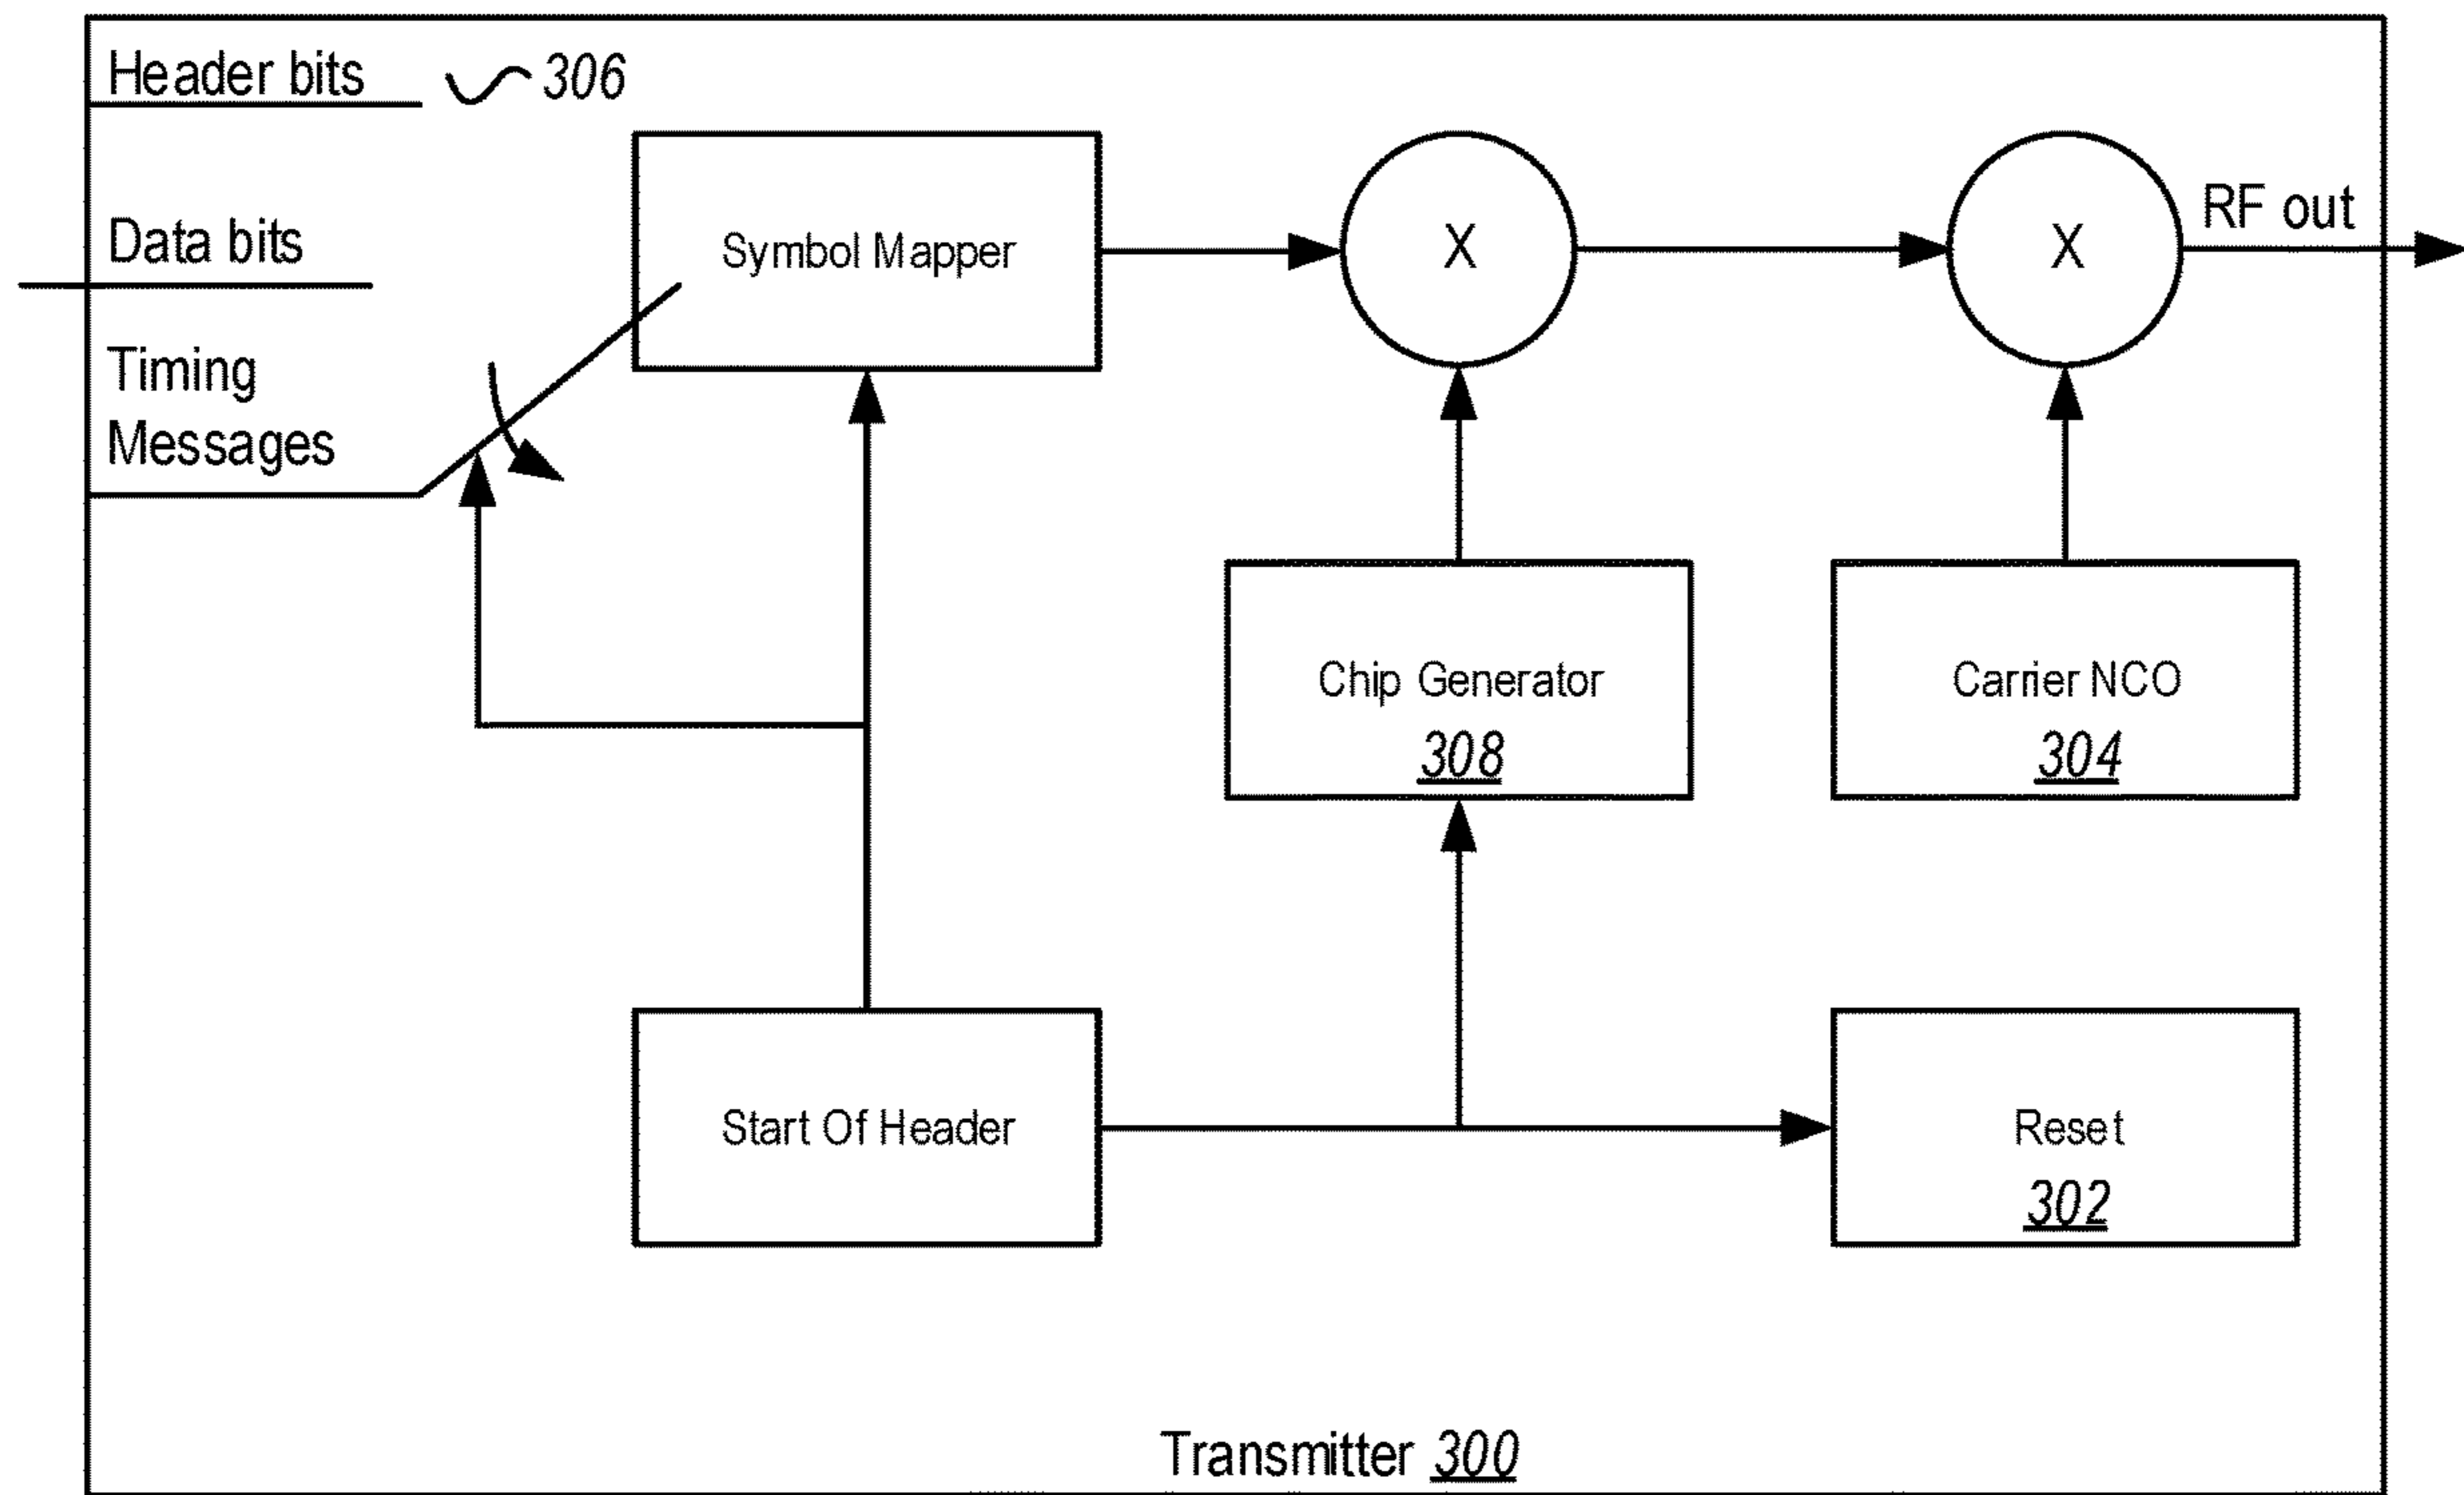 Header bits 306
Data bits
Timing
Messages
Symbol Mapper
X
X
RF out
Chip Generator
308
Carrier NCO
304
Start Of Header
Reset
302
Transmitter 300